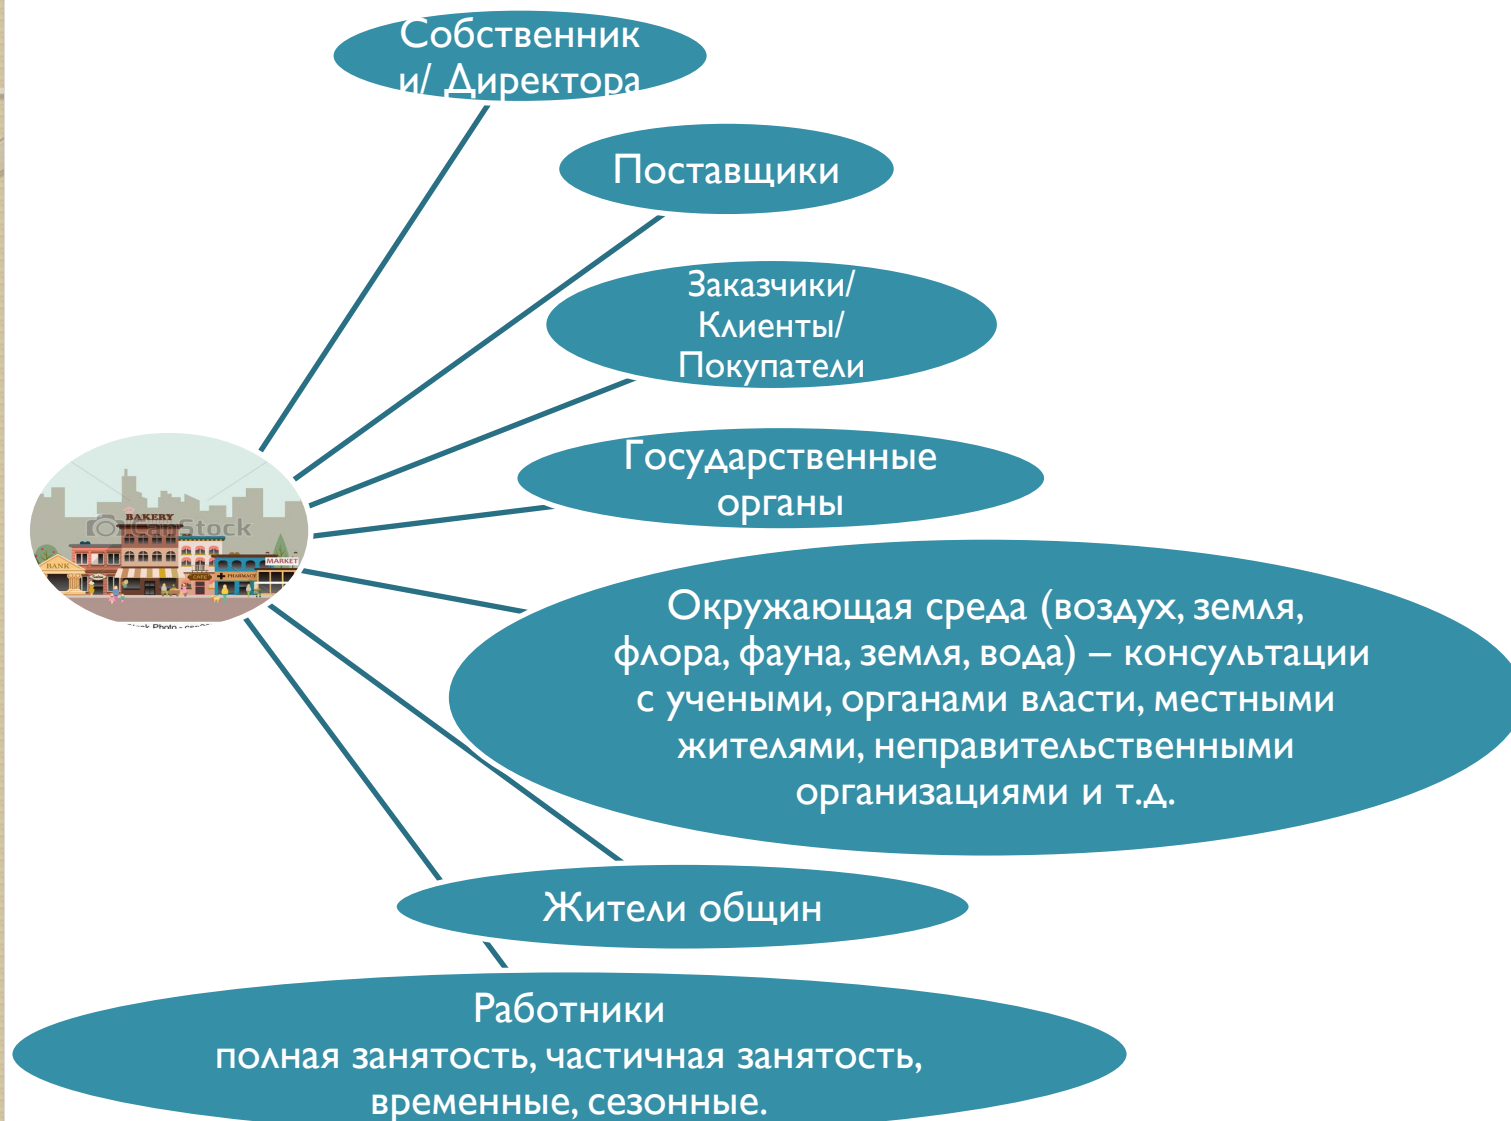 Собственник
и/ Директора
Поставщики
Заказчики/
Клиенты/
Покупатели
Государственные
органы
BAKERY
CanStock
BANK
CAFE
PHARMACY
MARKET
Окружающая среда (воздух, земля,
флора, фауна, земля, вода) – консультации
с учеными, органами власти, местными
жителями, неправительственными
организациями и т.д.
Жители общин
Работники
полная занятость, частичная занятость,
временные, сезонные.